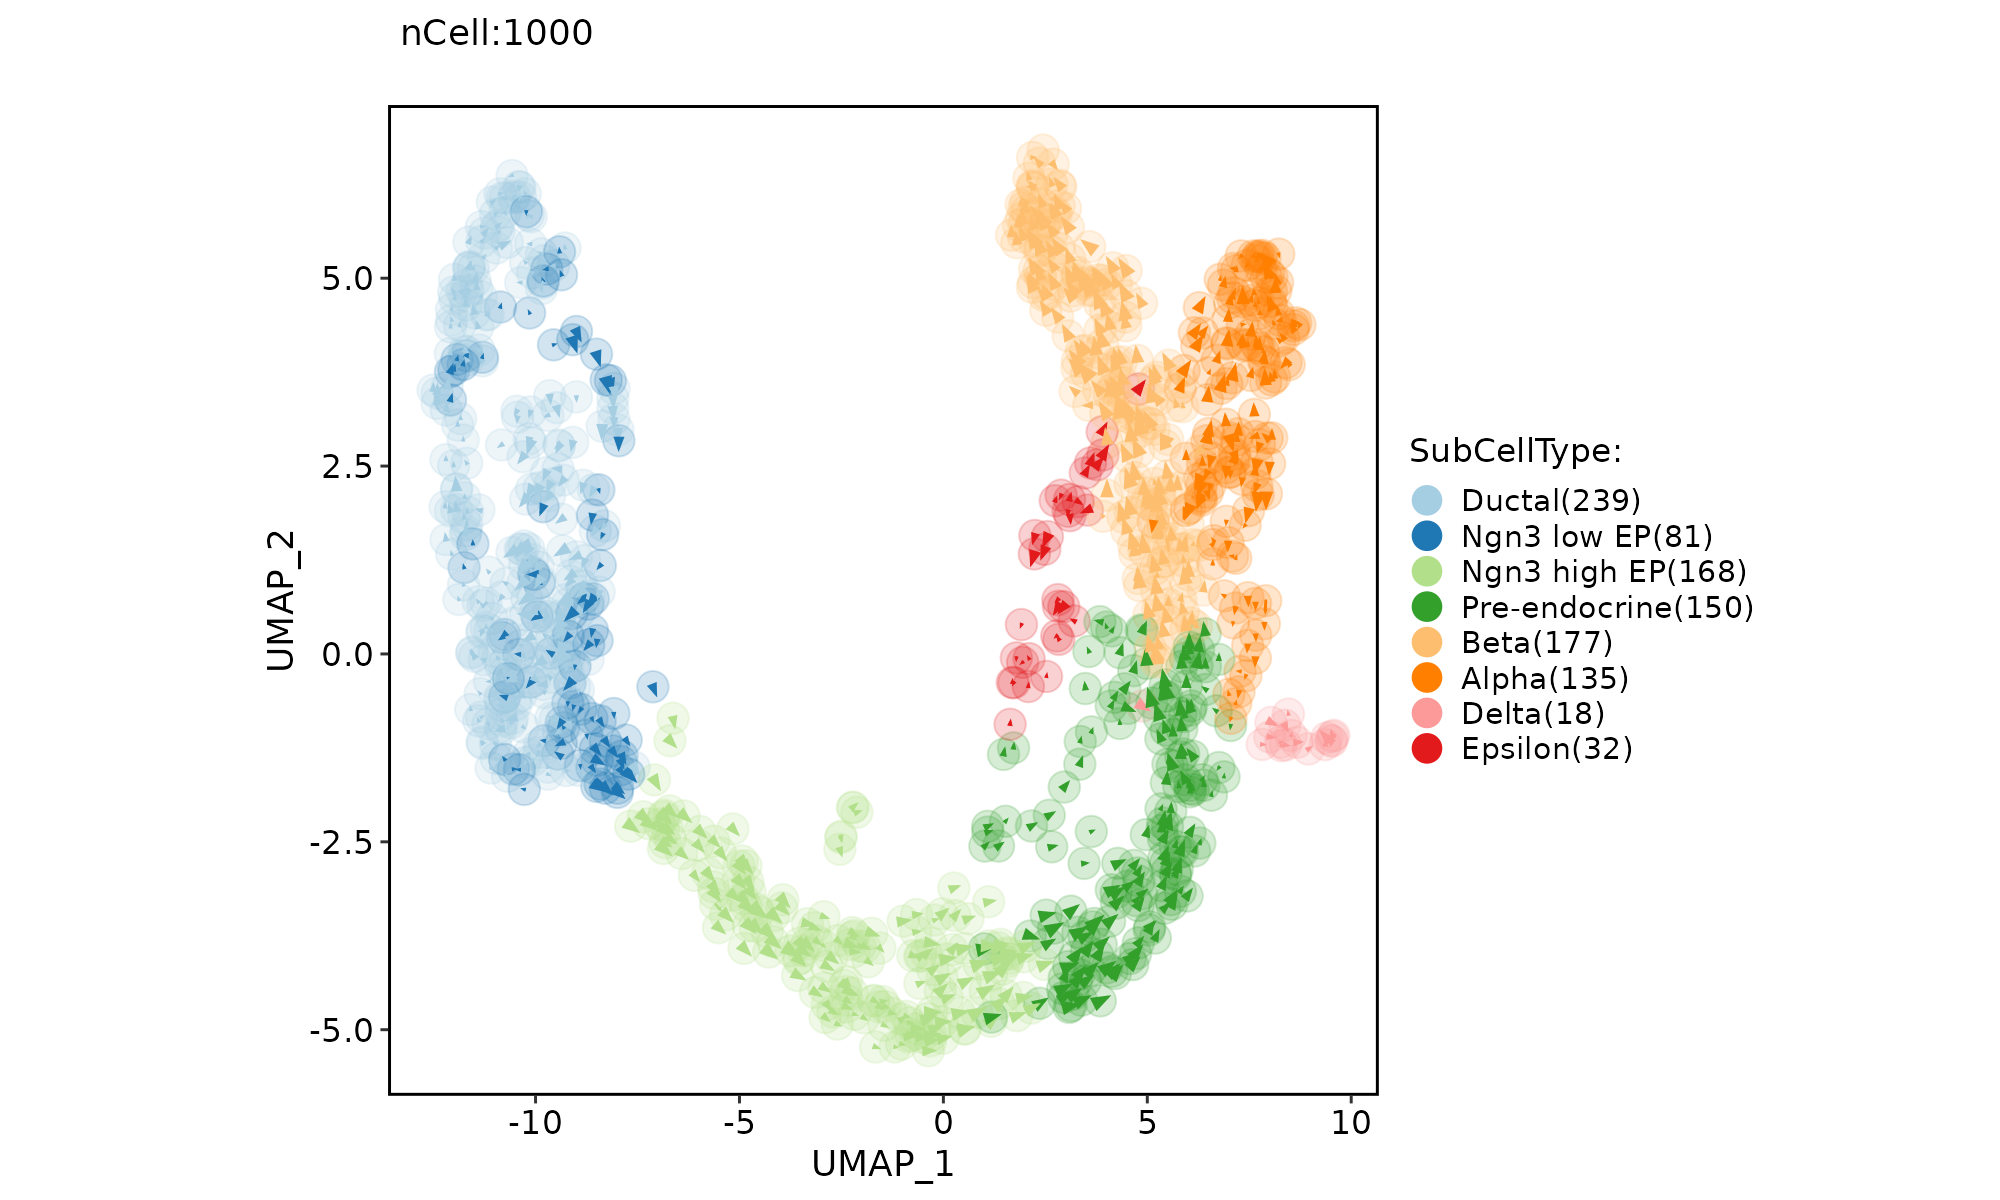 nCell:1000
5.0
2.5
0.0
-2.5
-5.0
UMAP_2
-10
-5
0
5
10
UMAP_1
SubCellType:
Ductal(239)
Ngn3 low EP(81)
Ngn3 high EP(168)
Pre-endocrine(150)
Beta(177)
Alpha(135)
Delta(18)
Epsilon(32)